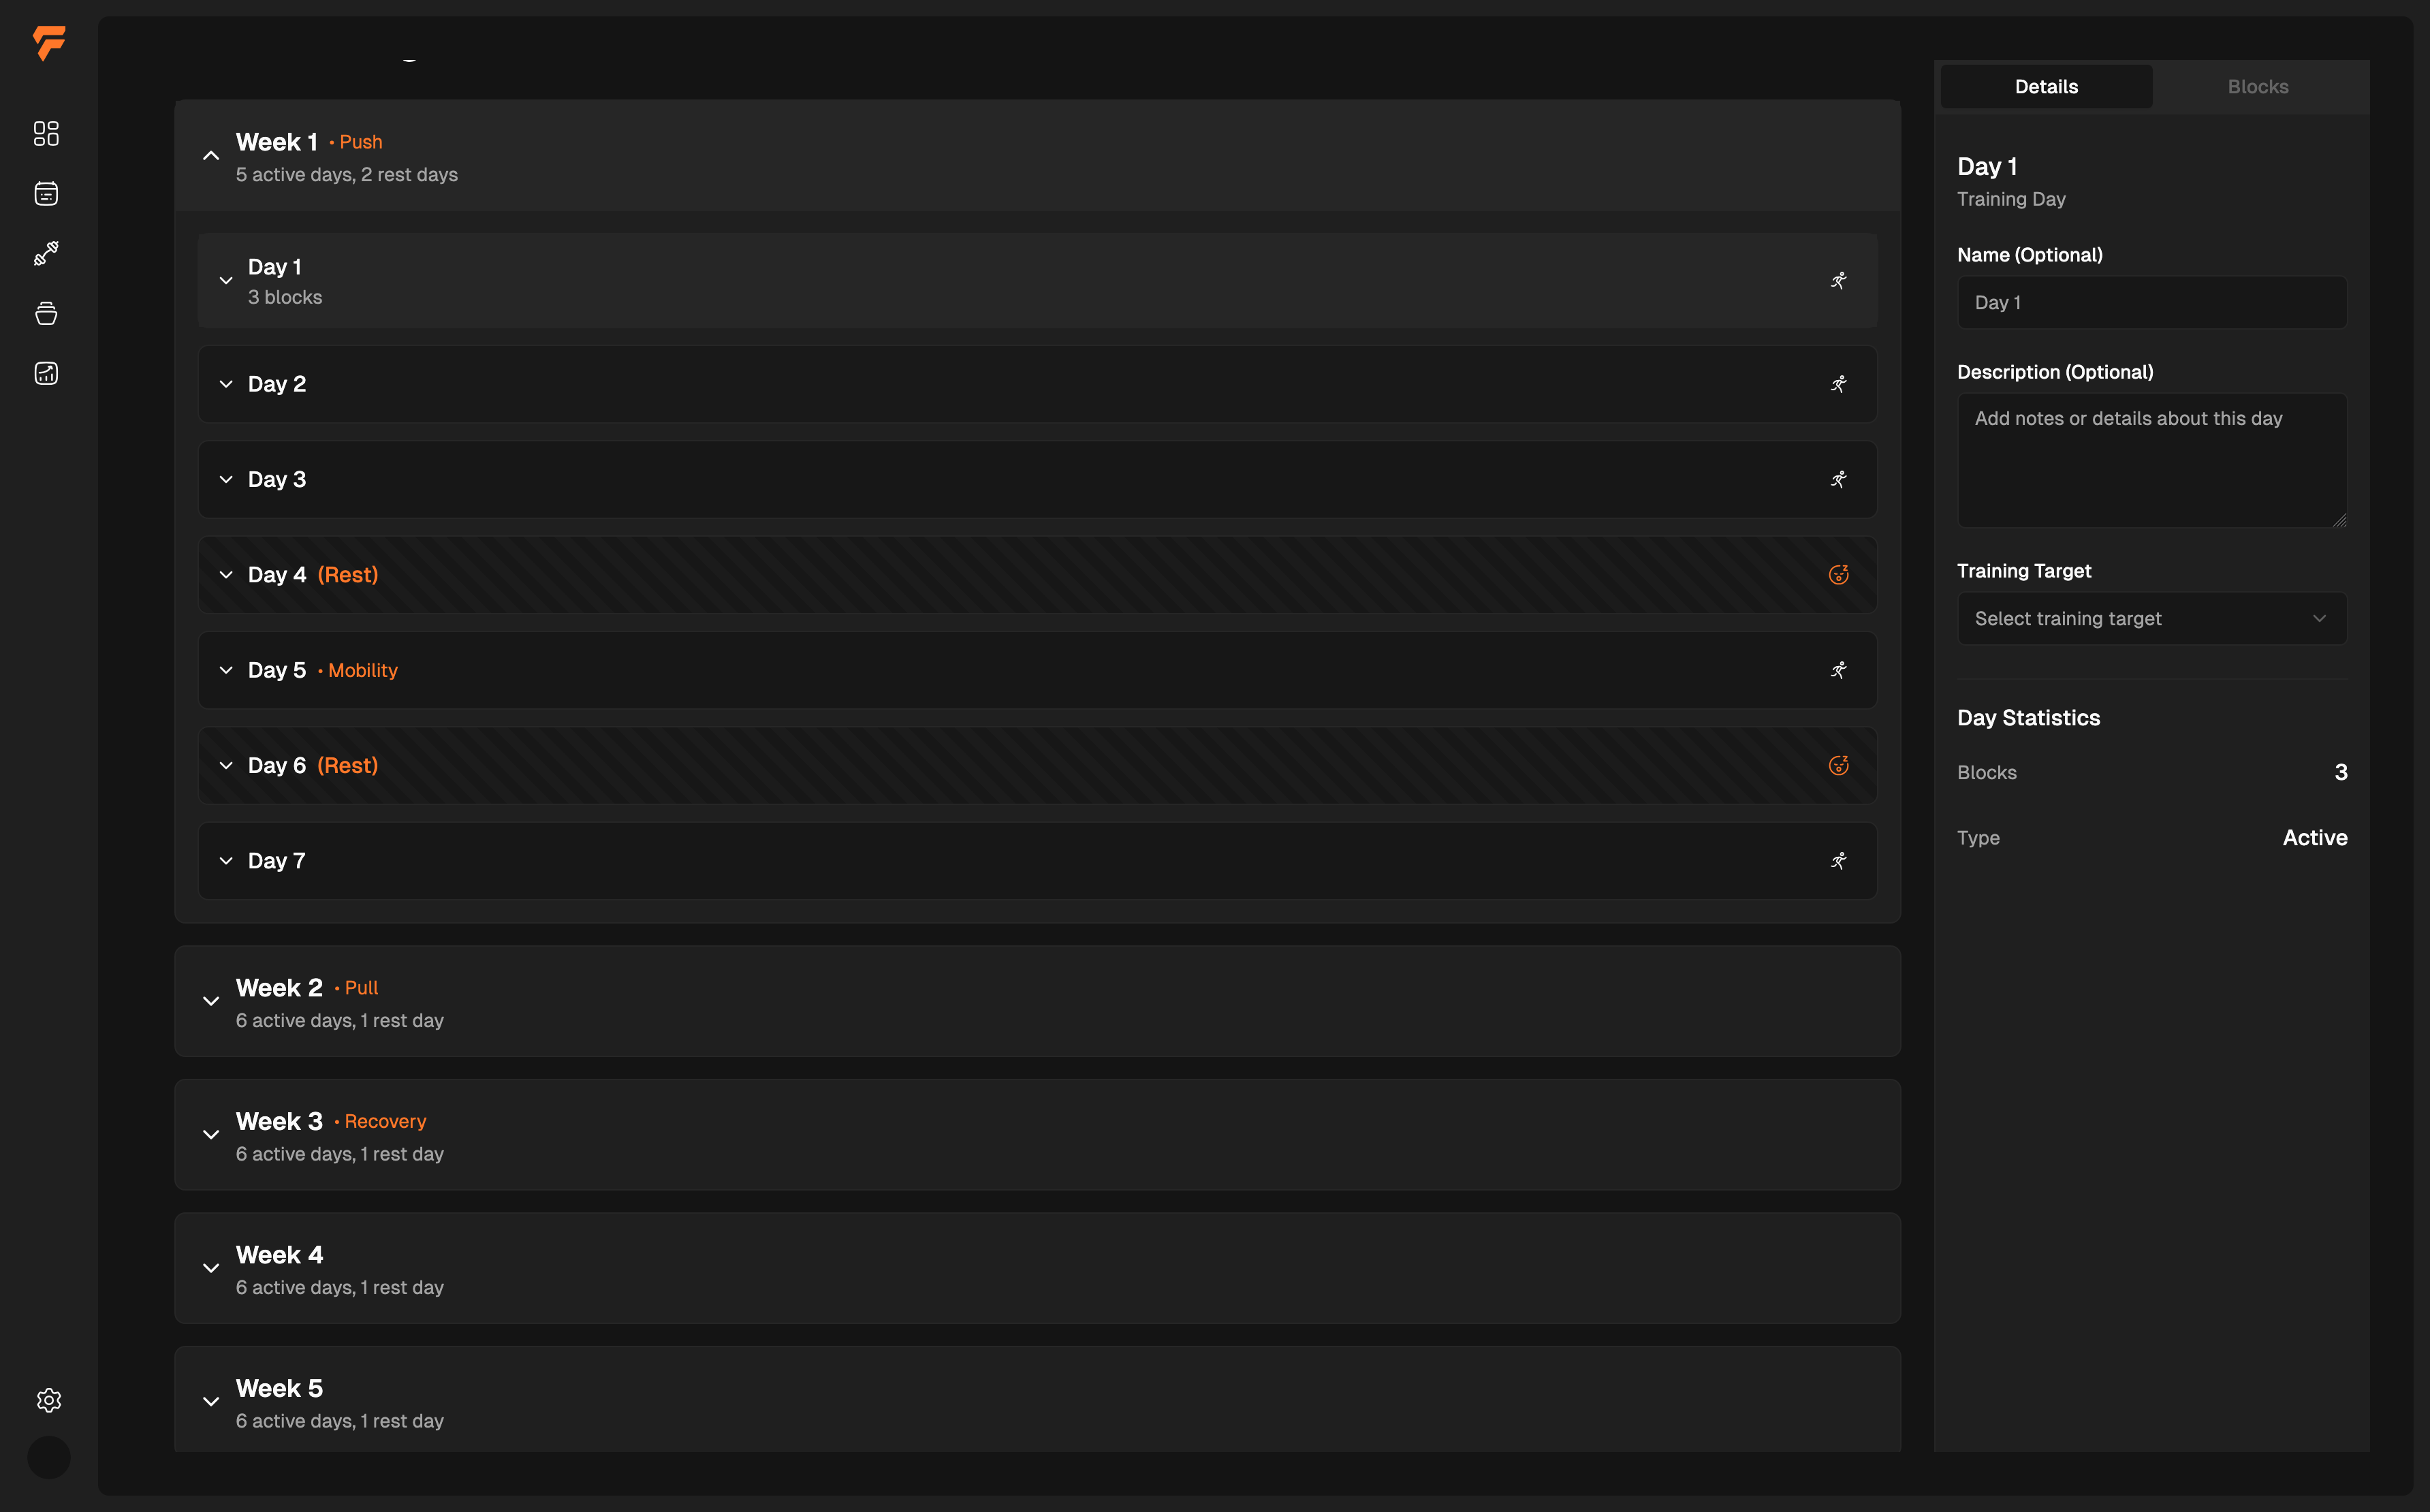 Week 1 • Push
5 active days, 2 rest days
Day 1
3 blocks
Day 2
Day 3
Day 4 (Rest)
Day 5 • Mobility
Day 6 (Rest)
Day 7
Week 2 • Pull
6 active days, 1 rest day
Week 3 • Recovery
6 active days, 1 rest day
Week 4
6 active days, 1 rest day
Week 5
6 active days, 1 rest day
Details
Blocks
Day 1
Training Day
Name (Optional)
Day 1
Description (Optional)
Add notes or details about this day
Training Target
Select training target
Day Statistics
Blocks 3
Type Active